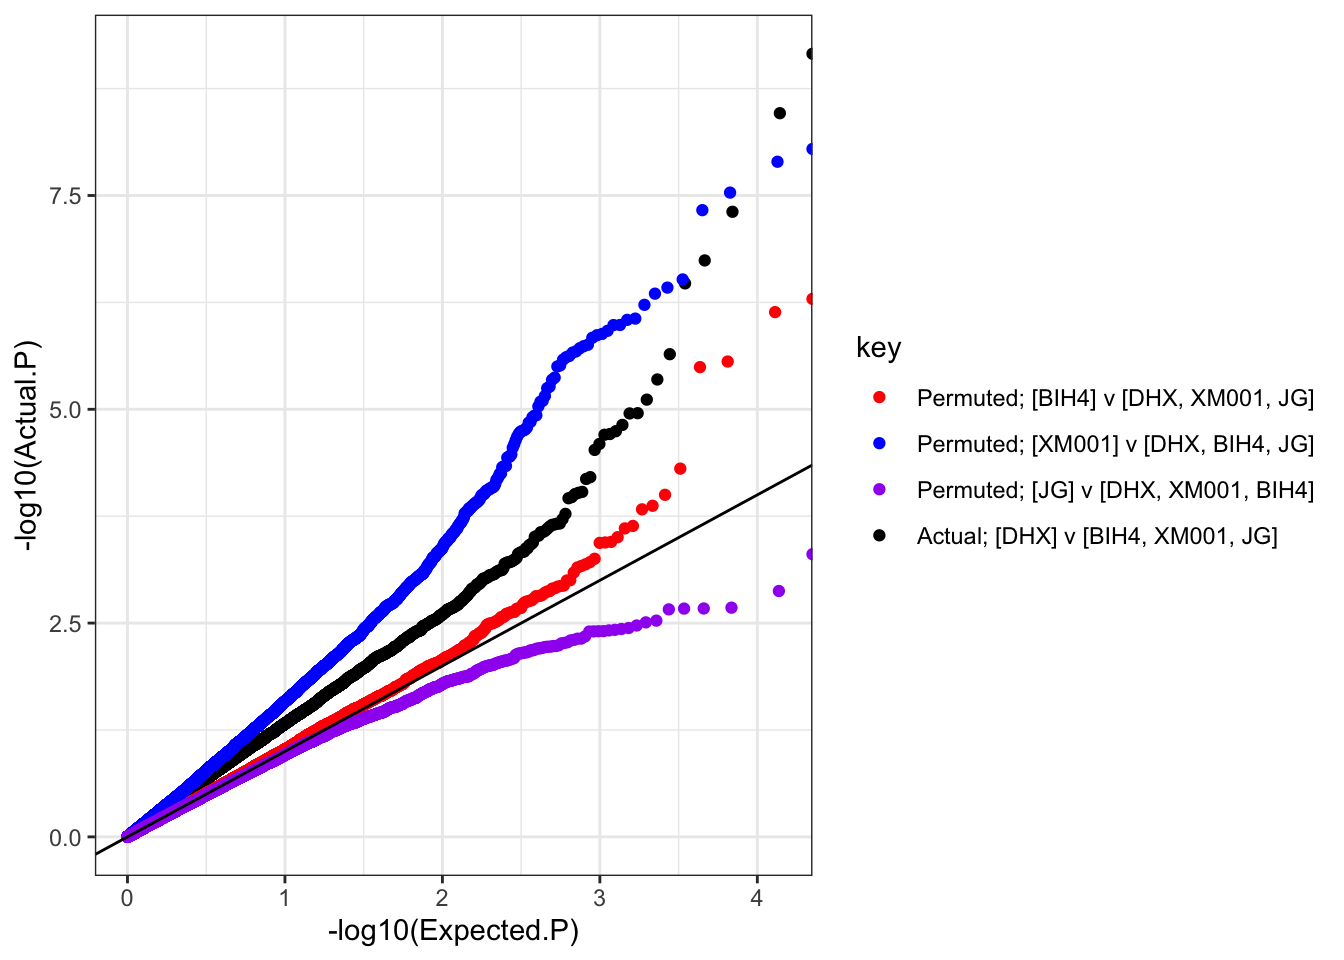 -log10(Actual.P)
7.5
5.0
2.5
0.0
0 1 2 3 4
-log10(Expected.P)
key
Permuted; [BIH4] v [DHX, XM001, JG]
Permuted; [XM001] v [DHX, BIH4, JG]
Permuted; [JG] v [DHX, XM001, BIH4]
Actual; [DHX] v [BIH4, XM001, JG]